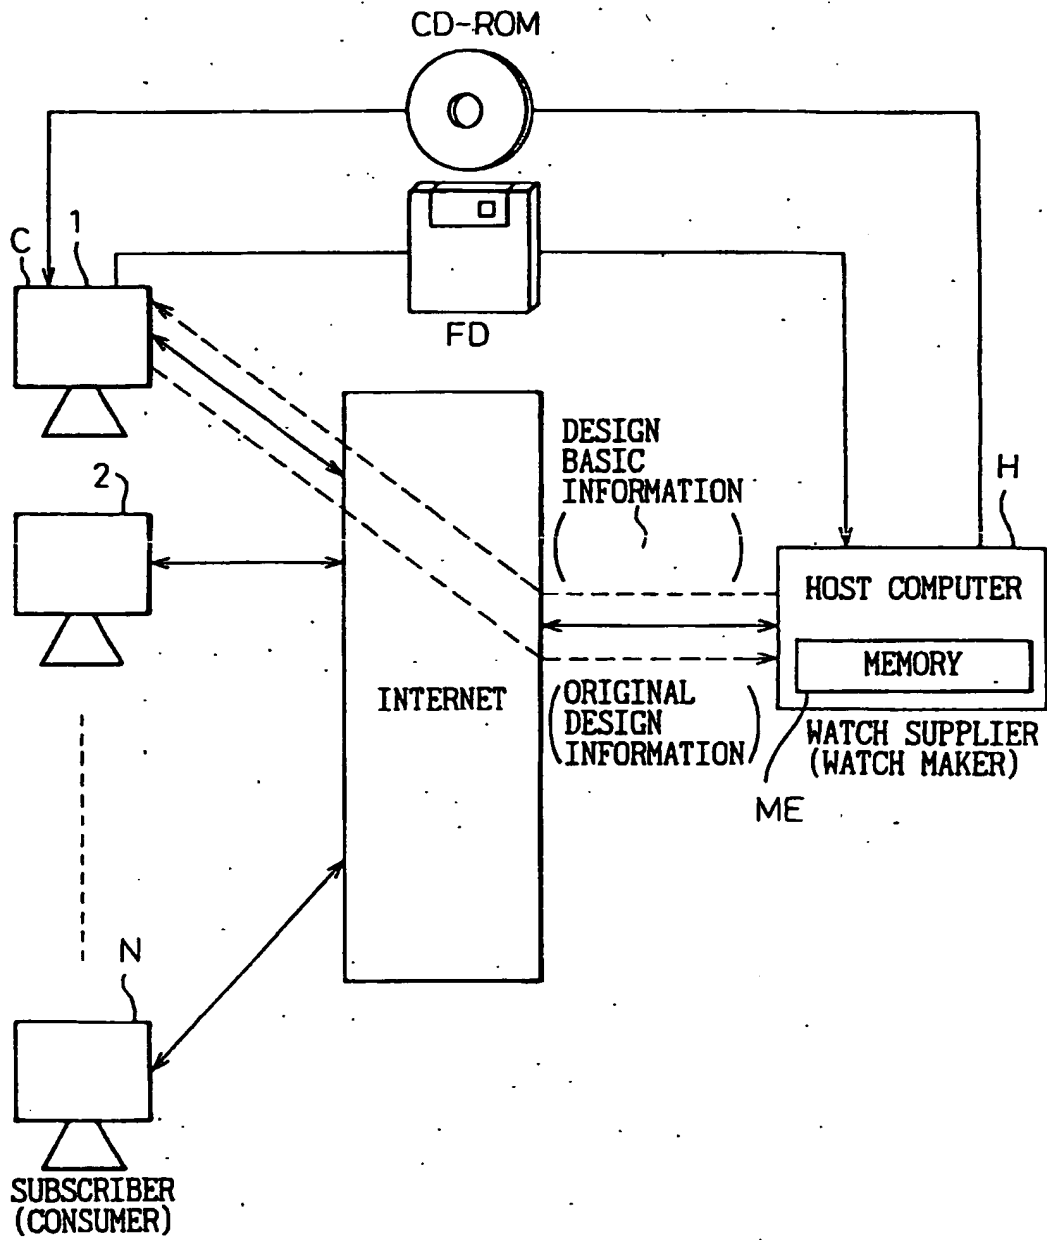 CD-ROM
1
C
FD
2
DESIGN
BASIC
INFORMATION
H
HOST COMPUTER
MEMORY
INTERNET
ORIGINAL
DESIGN
INFORMATION
WATCH SUPPLIER
(WATCH MAKER)
ME
N
SUBSCRIBER
(CONSUMER)